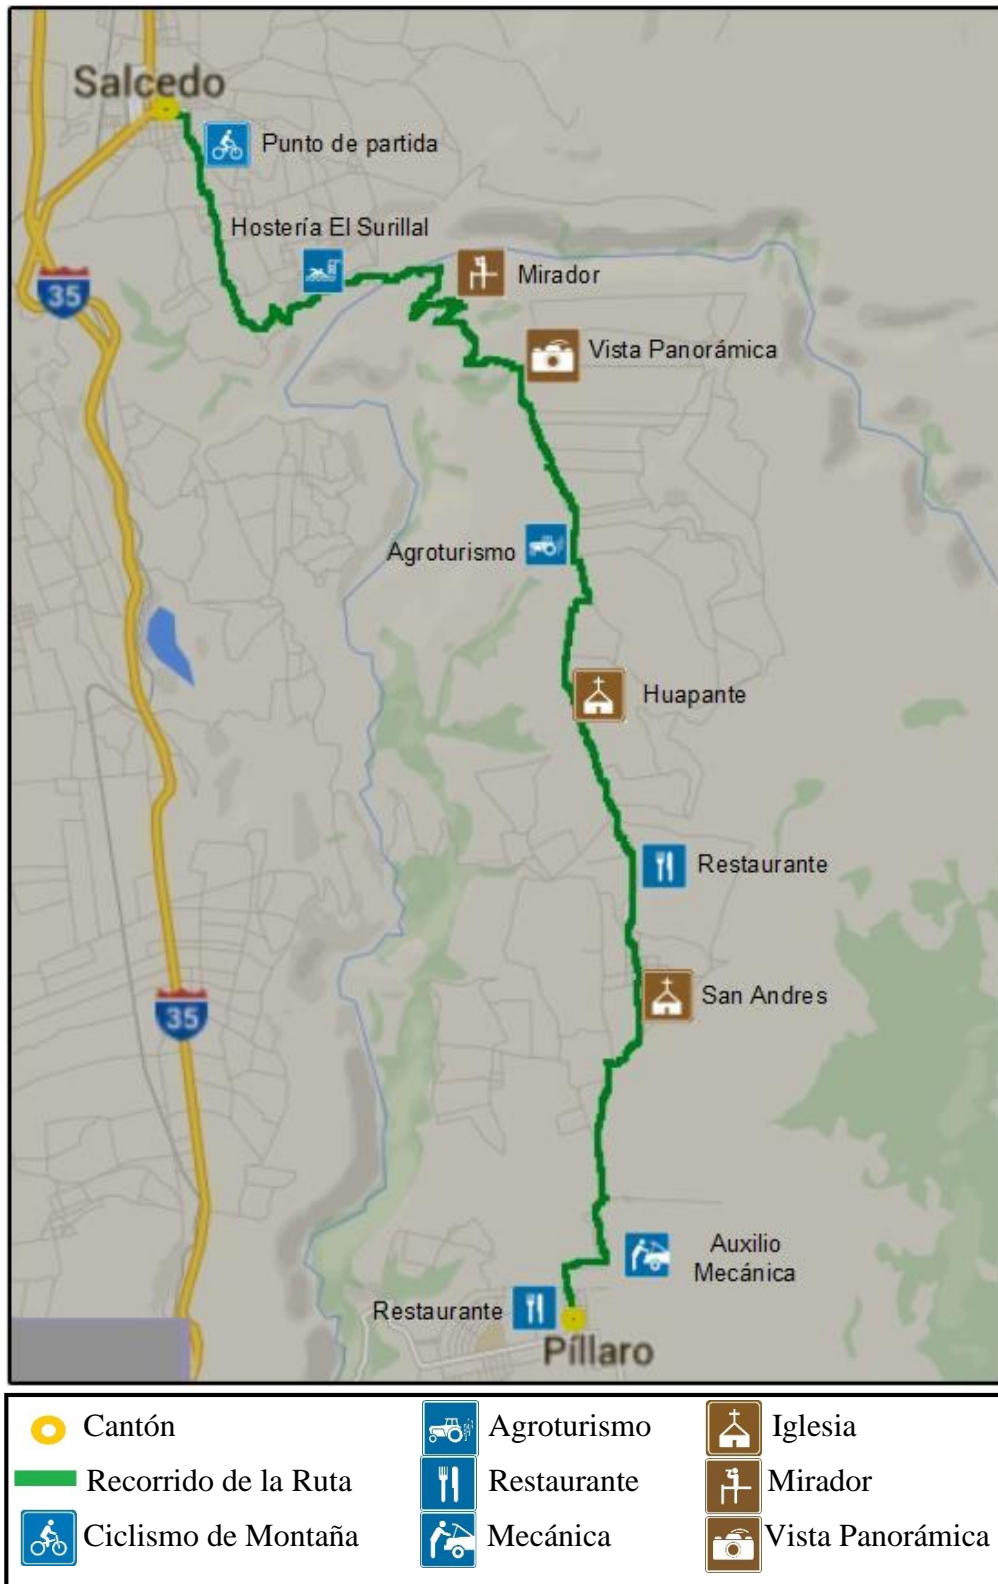 Salcedo
Punto de partida
Hostería El Surillal
Mirador
35
Vista Panorámica
Agroturismo
Huapante
Restaurante
San Andres
35
Auxilio
Mecánica
Restaurante
Píllaro
Cantón
Agroturismo
Iglesia
Recorrido de la Ruta
Restaurante
Mirador
Ciclismo de Montaña
Mecánica
Vista Panorámica